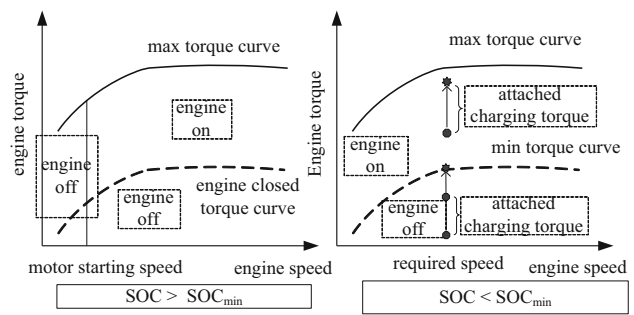 engine torque
max torque curve
engine
on
engine
off
engine closed
torque curve
engine
off
motor starting speed
engine speed
SOC > SOCmin
Engine torque
max torque curve
attached
charging torque
engine
on
min torque curve
engine
off
attached
charging torque
required speed
engine speed
SOC < SOCmin